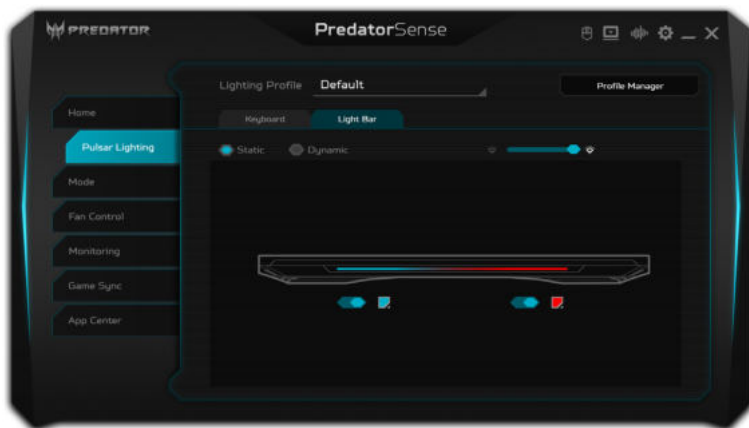 PREDATOR
PredatorSense
Lighting Profile Default
Profile Manager
Home
Pulsar Lighting
Mode
Fan Control
Monitoring
Game Sync
App Center
Keyboard
Light Bar
Static
Dynamic